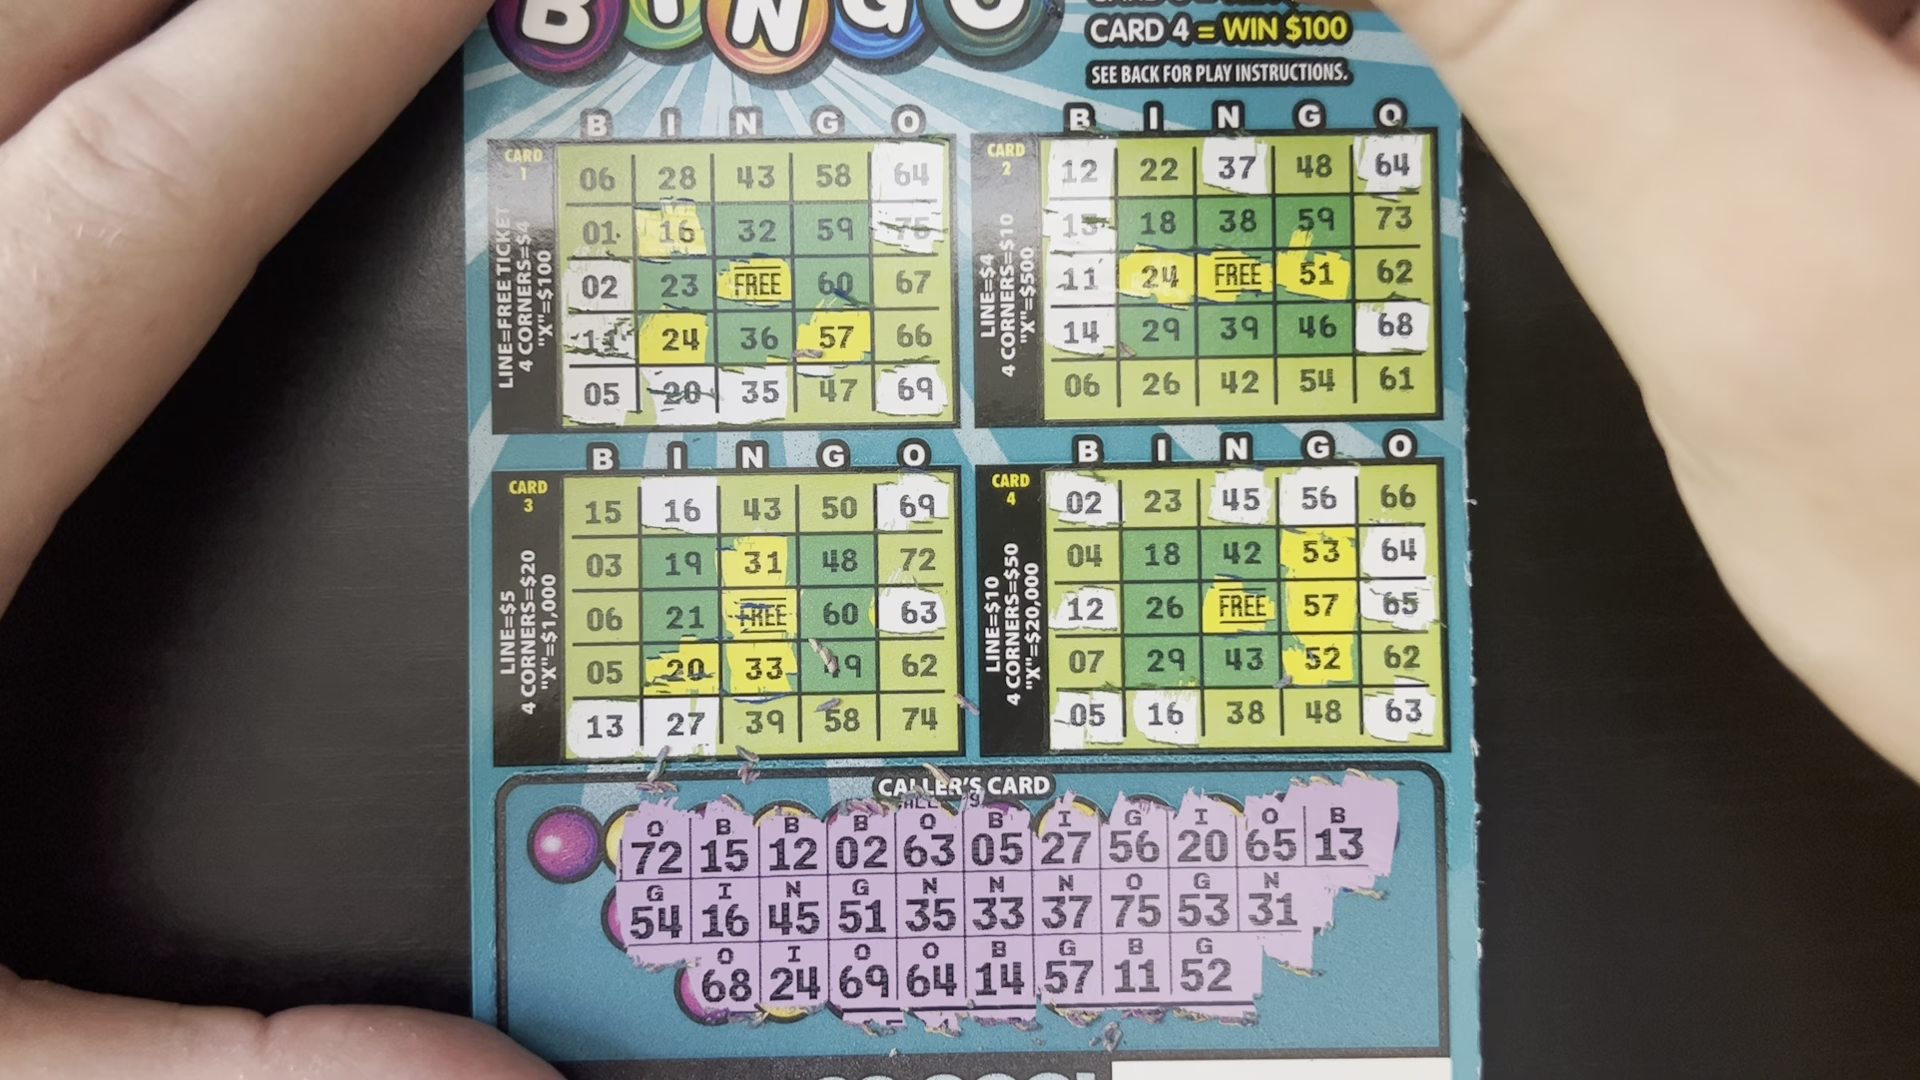 BINGO
CARD 4 = WIN $100
SEE BACK FOR PLAY INSTRUCTIONS.
B I N G O
CARD 1
LINE=FREE TICKET
4 CORNERS=$4
"X"=$100
06 28 43 58 64
01 16 32 59 75
02 23 FREE 60 67
11 24 36 57 66
05 20 35 47 69
B I N G O
CARD 2
LINE=$4
4 CORNERS=$10
"X"=$500
12 22 37 48 64
13 18 38 59 73
11 24 FREE 51 62
14 29 39 46 68
06 26 42 54 61
B I N G O
CARD 3
LINE=$5
4 CORNERS=$20
"X"=$1,000
15 16 43 50 69
03 19 31 48 72
06 21 FREE 60 63
05 20 33 49 62
13 27 39 58 74
B I N G O
CARD 4
LINE=$10
4 CORNERS=$50
"X"=$20,000
02 23 45 56 66
04 18 42 53 64
12 26 FREE 57 65
07 29 43 52 62
05 16 38 48 63
CALLER'S CARD
O B B B O B I G I O B
72 15 12 02 63 05 27 56 20 65 13
G I N G N N N O G N
54 16 45 51 35 33 37 75 53 31
O I O O B G B G
68 24 69 64 14 57 11 52